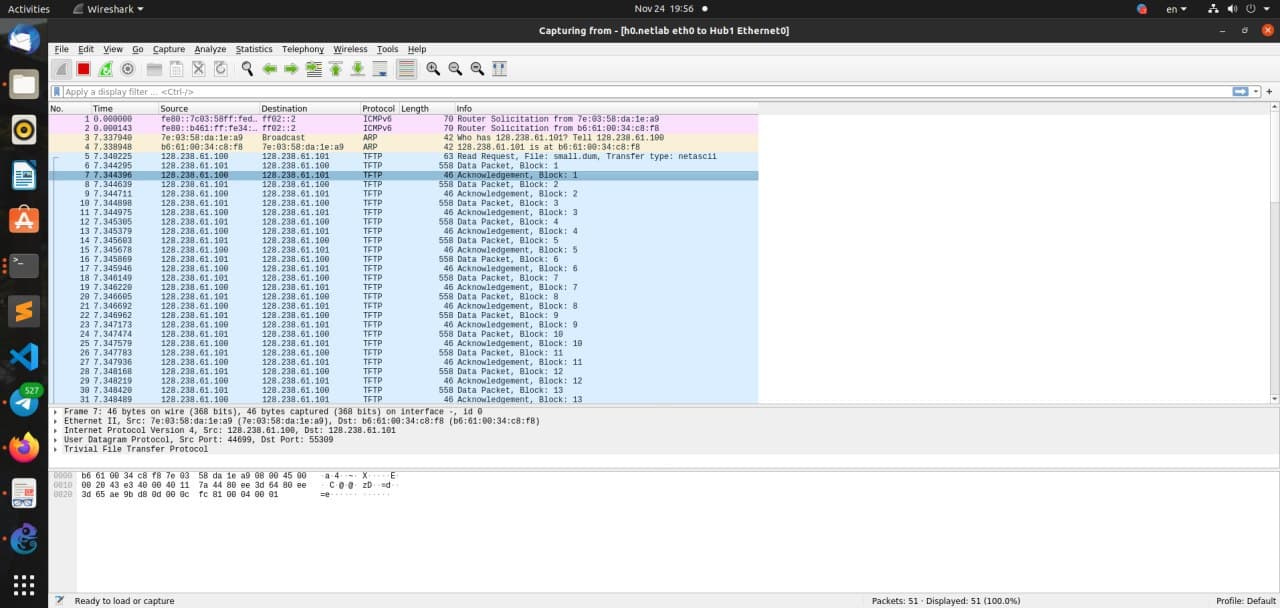 Activities Wireshark Nov 24 19:56 en
Capturing from - [h0.netlab eth0 to Hub1 Ethernet0]
File Edit View Go Capture Analyze Statistics Telephony Wireless Tools Help
Apply a display filter ... <Ctrl-/>
No. Time Source Destination Protocol Length Info
1 0.000000 fe80::7c03:58ff:fed… ff02::2 ICMPv6 70 Router Solicitation from 7e:03:58:da:1e:a9
2 0.000143 fe80::b461:ff:fe34:… ff02::2 ICMPv6 70 Router Solicitation from b6:61:00:34:c8:f8
3 7.337940 7e:03:58:da:1e:a9 Broadcast ARP 42 Who has 128.238.61.101? Tell 128.238.61.100
4 7.338948 b6:61:00:34:c8:f8 7e:03:58:da:1e:a9 ARP 42 128.238.61.101 is at b6:61:00:34:c8:f8
5 7.340225 128.238.61.100 128.238.61.101 TFTP 63 Read Request, File: small.dum, Transfer type: netascii
6 7.344295 128.238.61.101 128.238.61.100 TFTP 558 Data Packet, Block: 1
7 7.344396 128.238.61.100 128.238.61.101 TFTP 46 Acknowledgement, Block: 1
8 7.344639 128.238.61.101 128.238.61.100 TFTP 558 Data Packet, Block: 2
9 7.344711 128.238.61.100 128.238.61.101 TFTP 46 Acknowledgement, Block: 2
10 7.344898 128.238.61.101 128.238.61.100 TFTP 558 Data Packet, Block: 3
11 7.344975 128.238.61.100 128.238.61.101 TFTP 46 Acknowledgement, Block: 3
12 7.345305 128.238.61.101 128.238.61.100 TFTP 558 Data Packet, Block: 4
13 7.345379 128.238.61.100 128.238.61.101 TFTP 46 Acknowledgement, Block: 4
14 7.345603 128.238.61.101 128.238.61.100 TFTP 558 Data Packet, Block: 5
15 7.345678 128.238.61.100 128.238.61.101 TFTP 46 Acknowledgement, Block: 5
16 7.345869 128.238.61.101 128.238.61.100 TFTP 558 Data Packet, Block: 6
17 7.345946 128.238.61.100 128.238.61.101 TFTP 46 Acknowledgement, Block: 6
18 7.346149 128.238.61.101 128.238.61.100 TFTP 558 Data Packet, Block: 7
19 7.346220 128.238.61.100 128.238.61.101 TFTP 46 Acknowledgement, Block: 7
20 7.346605 128.238.61.101 128.238.61.100 TFTP 558 Data Packet, Block: 8
21 7.346692 128.238.61.100 128.238.61.101 TFTP 46 Acknowledgement, Block: 8
22 7.346962 128.238.61.101 128.238.61.100 TFTP 558 Data Packet, Block: 9
23 7.347173 128.238.61.100 128.238.61.101 TFTP 46 Acknowledgement, Block: 9
24 7.347474 128.238.61.101 128.238.61.100 TFTP 558 Data Packet, Block: 10
25 7.347579 128.238.61.100 128.238.61.101 TFTP 46 Acknowledgement, Block: 10
26 7.347783 128.238.61.101 128.238.61.100 TFTP 558 Data Packet, Block: 11
27 7.347936 128.238.61.100 128.238.61.101 TFTP 46 Acknowledgement, Block: 11
28 7.348168 128.238.61.101 128.238.61.100 TFTP 558 Data Packet, Block: 12
29 7.348219 128.238.61.100 128.238.61.101 TFTP 46 Acknowledgement, Block: 12
30 7.348420 128.238.61.101 128.238.61.100 TFTP 558 Data Packet, Block: 13
31 7.348489 128.238.61.100 128.238.61.101 TFTP 46 Acknowledgement, Block: 13
527
Frame 7: 46 bytes on wire (368 bits), 46 bytes captured (368 bits) on interface -, id 0
Ethernet II, Src: 7e:03:58:da:1e:a9 (7e:03:58:da:1e:a9), Dst: b6:61:00:34:c8:f8 (b6:61:00:34:c8:f8)
Internet Protocol Version 4, Src: 128.238.61.100, Dst: 128.238.61.101
User Datagram Protocol, Src Port: 44699, Dst Port: 55309
Trivial File Transfer Protocol
0000 b6 61 00 34 c8 f8 7e 03 58 da 1e a9 08 00 45 00 ·a·4··~· X·····E·
0010 00 20 43 e3 40 00 40 11 7a 44 80 ee 3d 64 80 ee · C·@·@· zD··=d··
0020 3d 65 ae 9b d8 0d 00 0c fc 81 00 04 00 01 =e······ ······
Ready to load or capture Packets: 51 · Displayed: 51 (100.0%) Profile: Default